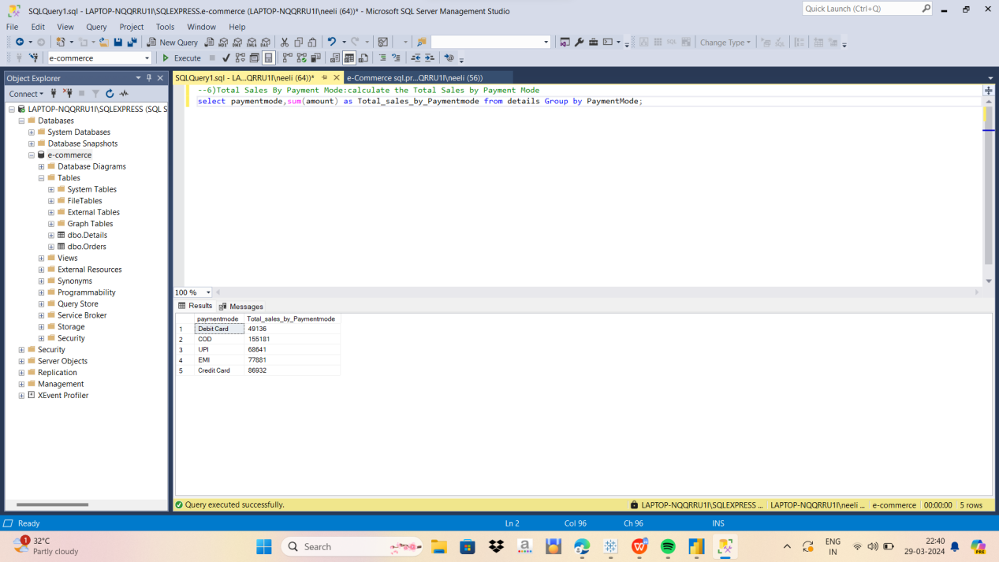 SQLQuery1.sql - LAPTOP-NQQRRU1I\SQLEXPRESS.e-commerce (LAPTOP-NQQRRU1I\neeli (64))* - Microsoft SQL Server Management Studio
Quick Launch (Ctrl+Q)
File Edit View Query Project Tools Window Help
New Query
MDX DMX XMLA DAX
SQL
Change Type
e-commerce
Execute
Object Explorer
SQLQuery1.sql - LA...QRRU1I\neeli (64))*
e-Commerce sql.pr...QRRU1I\neeli (56))
Connect
LAPTOP-NQQRRU1I\SQLEXPRESS (SQL S
Databases
System Databases
Database Snapshots
e-commerce
Database Diagrams
Tables
System Tables
FileTables
External Tables
Graph Tables
dbo.Details
dbo.Orders
Views
External Resources
Synonyms
Programmability
Query Store
Service Broker
Storage
Security
Security
Server Objects
Replication
Management
XEvent Profiler
--6)Total Sales By Payment Mode:calculate the Total Sales by Payment Mode
select paymentmode,sum(amount) as Total_sales_by_Paymentmode from details Group by PaymentMode;
100 %
Results Messages
paymentmode Total_sales_by_Paymentmode
1 Debit Card 49136
2 COD 155181
3 UPI 68641
4 EMI 77881
5 Credit Card 86932
Query executed successfully.
LAPTOP-NQQRRU1I\SQLEXPRESS ... LAPTOP-NQQRRU1I\neeli ... e-commerce 00:00:00 5 rows
Ready
Ln 2 Col 96 Ch 96 INS
1
32°C
Partly cloudy
Search
a
W
ENG
IN
22:40
29-03-2024
PRE